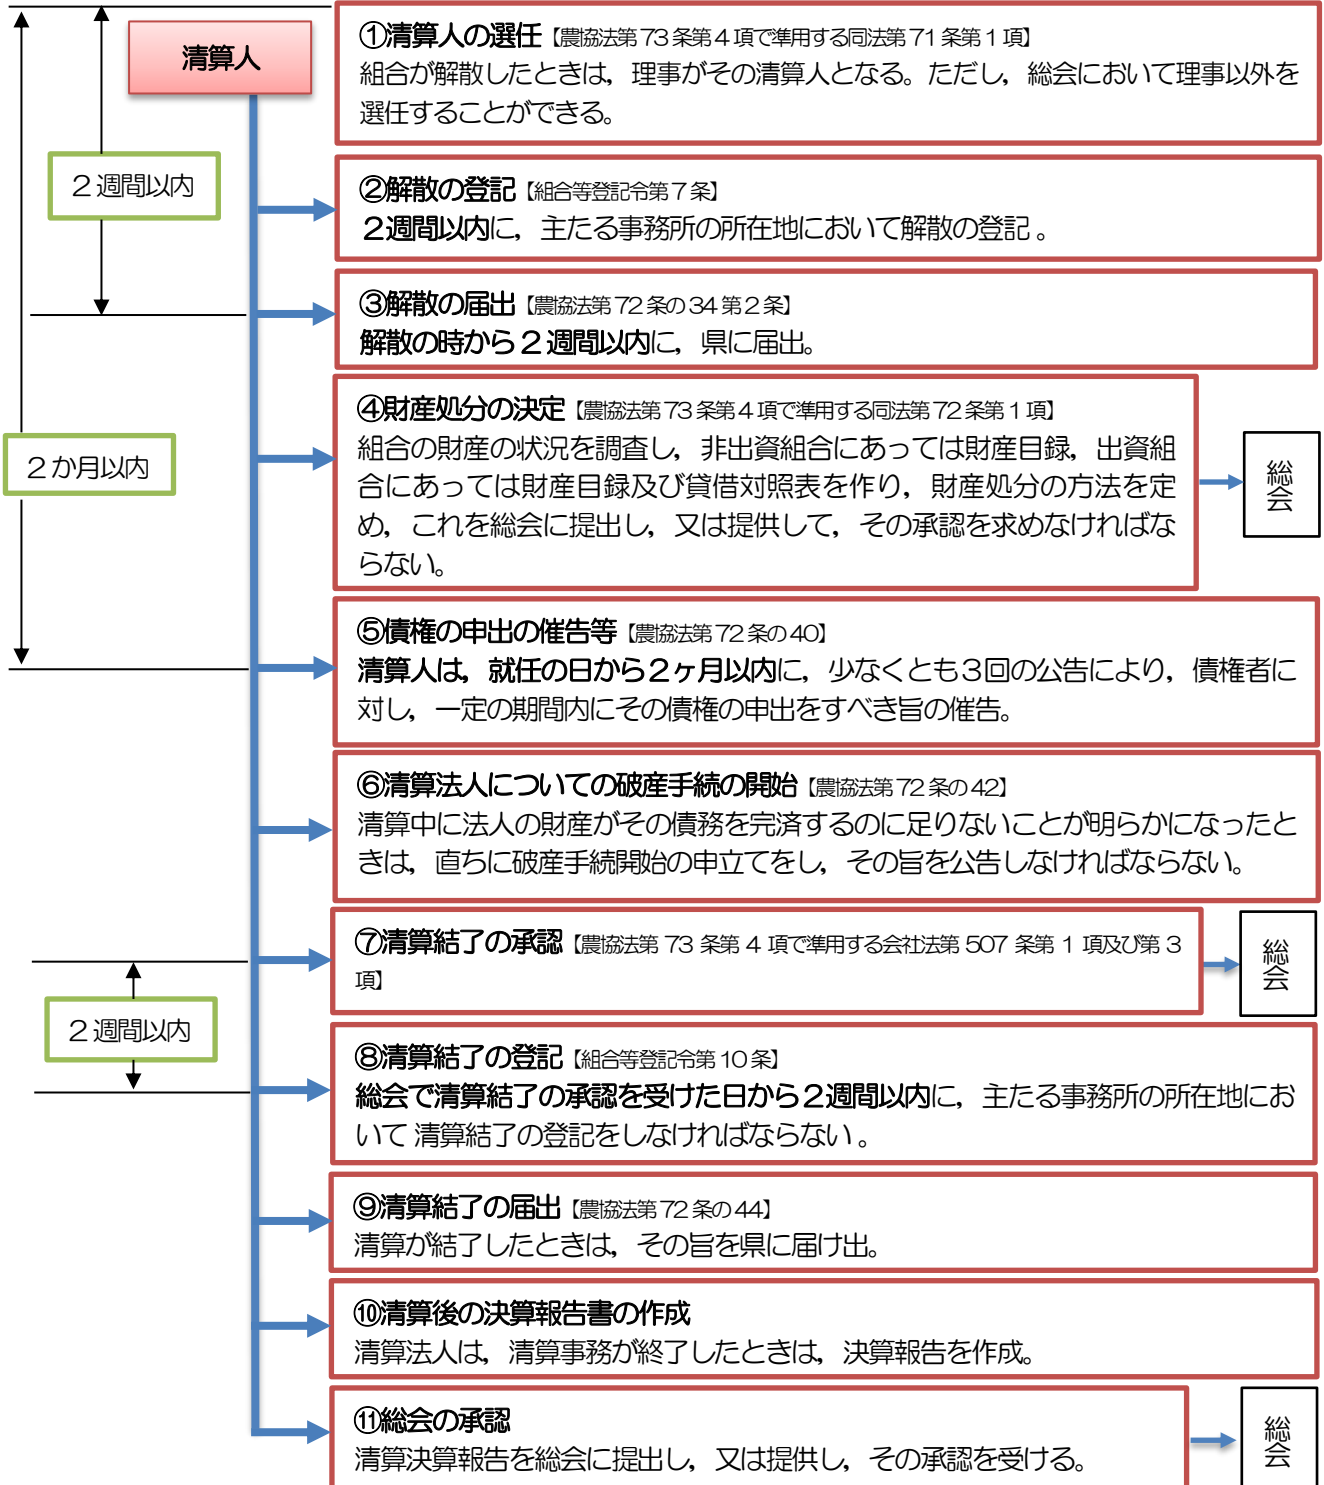 清算人
2週間以内
2か月以内
2週間以内
①清算人の選任【農協法第73条第4項で準用する同法第71条第1項】
組合が解散したときは，理事がその清算人となる。ただし，総会において理事以外を
選任することができる。
②解散の登記【組合等登記令第7条】
2週間以内に，主たる事務所の所在地において解散の登記。
③解散の届出【農協法第72条の34第2条】
解散の時から2週間以内に，県に届出。
④財産処分の決定【農協法第73条第4項で準用する同法第72条第1項】
組合の財産の状況を調査し，非出資組合にあっては財産目録，出資組
合にあっては財産目録及び貸借対照表を作り，財産処分の方法を定
め，これを総会に提出し，又は提供して，その承認を求めなければな
らない。
総会
⑤債権の申出の催告等【農協法第72条の40】
清算人は，就任の日から2ヶ月以内に，少なくとも3回の公告により，債権者に
対し，一定の期間内にその債権の申出をすべき旨の催告。
⑥清算法人についての破産手続の開始【農協法第72条の42】
清算中に法人の財産がその債務を完済するのに足りないことが明らかになったと
きは，直ちに破産手続開始の申立てをし，その旨を公告しなければならない。
⑦清算結了の承認【農協法第73条第4項で準用する会社法第507条第1項及び第3
項】
総会
⑧清算結了の登記【組合等登記令第10条】
総会で清算結了の承認を受けた日から2週間以内に，主たる事務所の所在地にお
いて清算結了の登記をしなければならない。
⑨清算結了の届出【農協法第72条の44】
清算が結了したときは，その旨を県に届け出。
⑩清算後の決算報告書の作成
清算法人は，清算事務が終了したときは，決算報告を作成。
⑪総会の承認
清算決算報告を総会に提出し，又は提供し，その承認を受ける。
総会